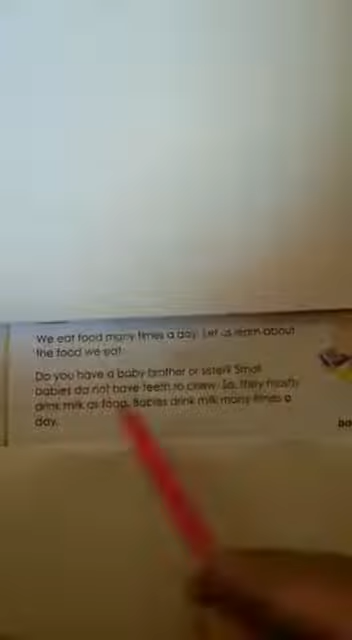 We eat food many times a day. Let us learn about
the food we eat.
Do you have a baby brother or sister? Small
babies do not have teeth to chew. So, they mostly
drink milk as food. Babies drink milk many times a
day.